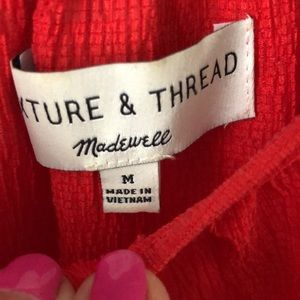 XTURE & THREAD
Madewell
M
MADE IN
VIETNAM